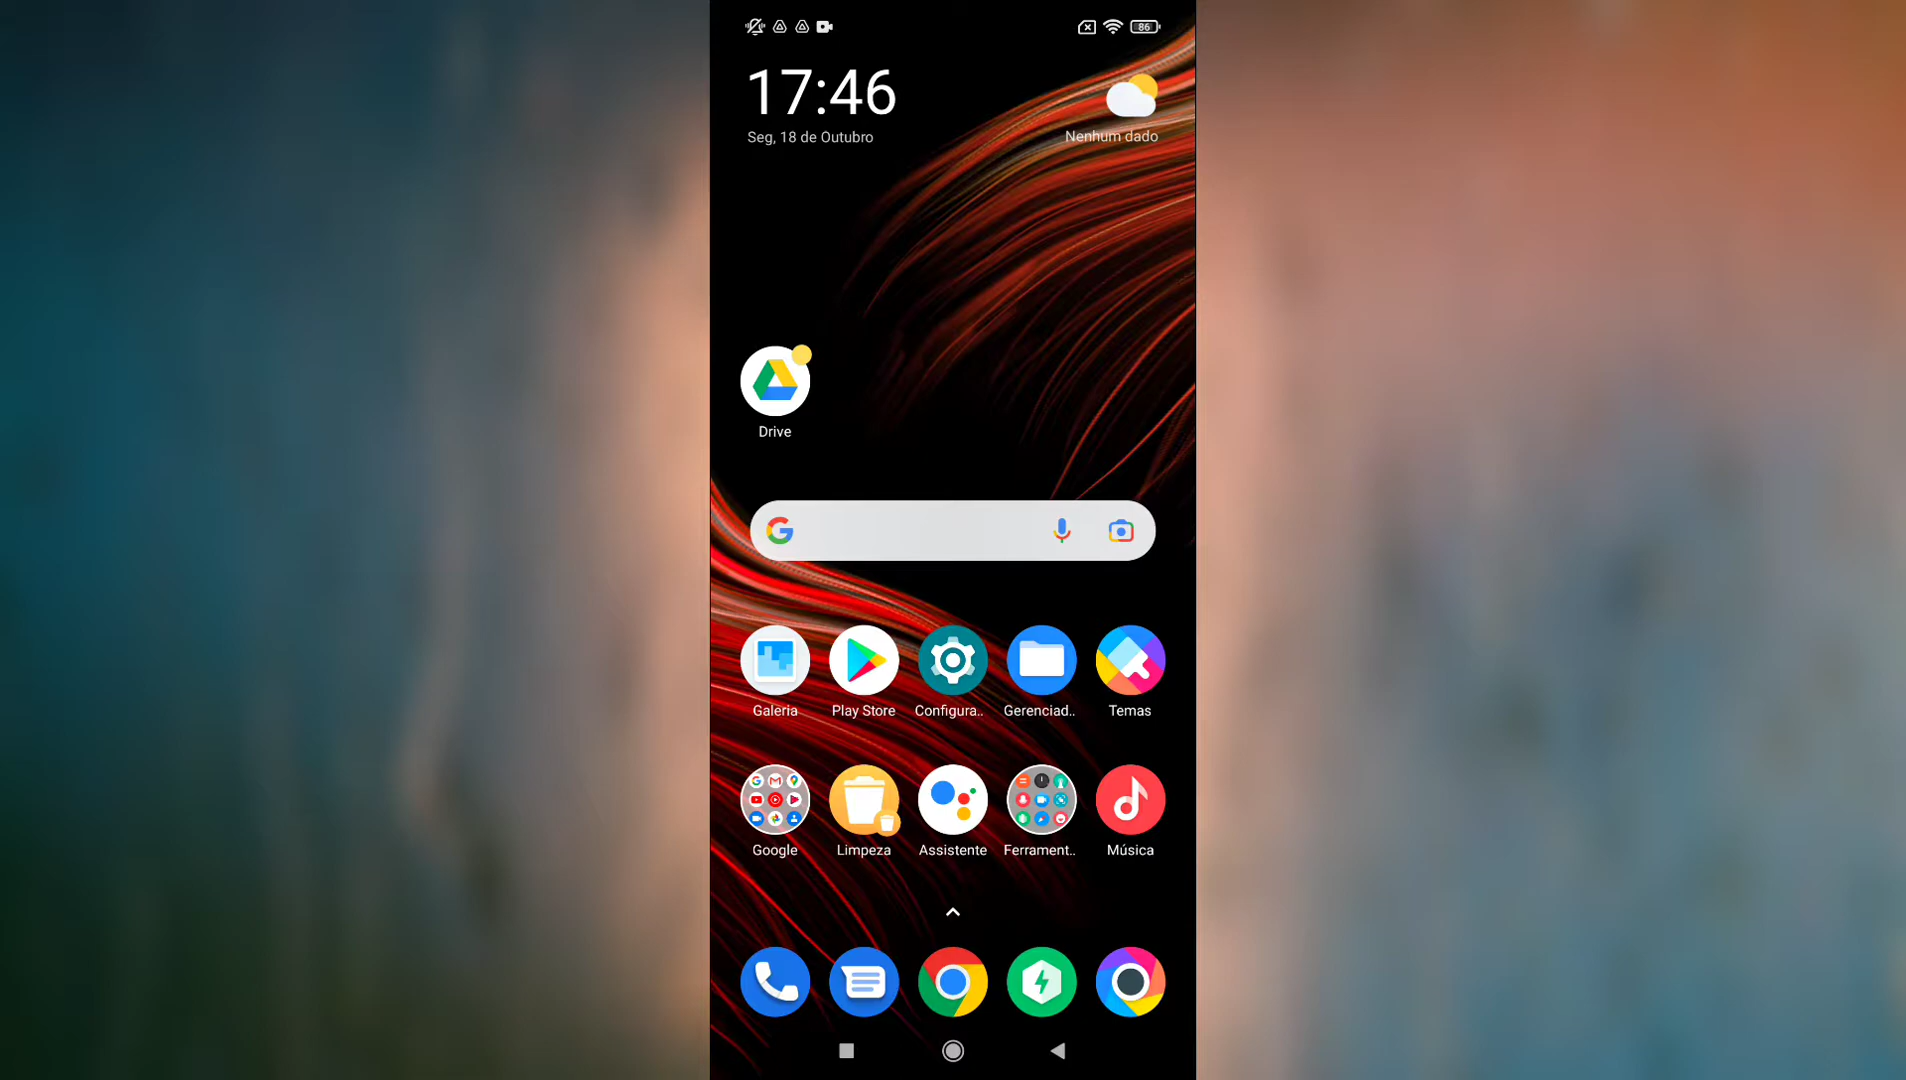 86
17:46
Seg, 18 de Outubro
Nenhum dado
Drive
Galeria
Play Store
Configura..
Gerenciad..
Temas
Google
Limpeza
Assistente
Ferrament..
Música